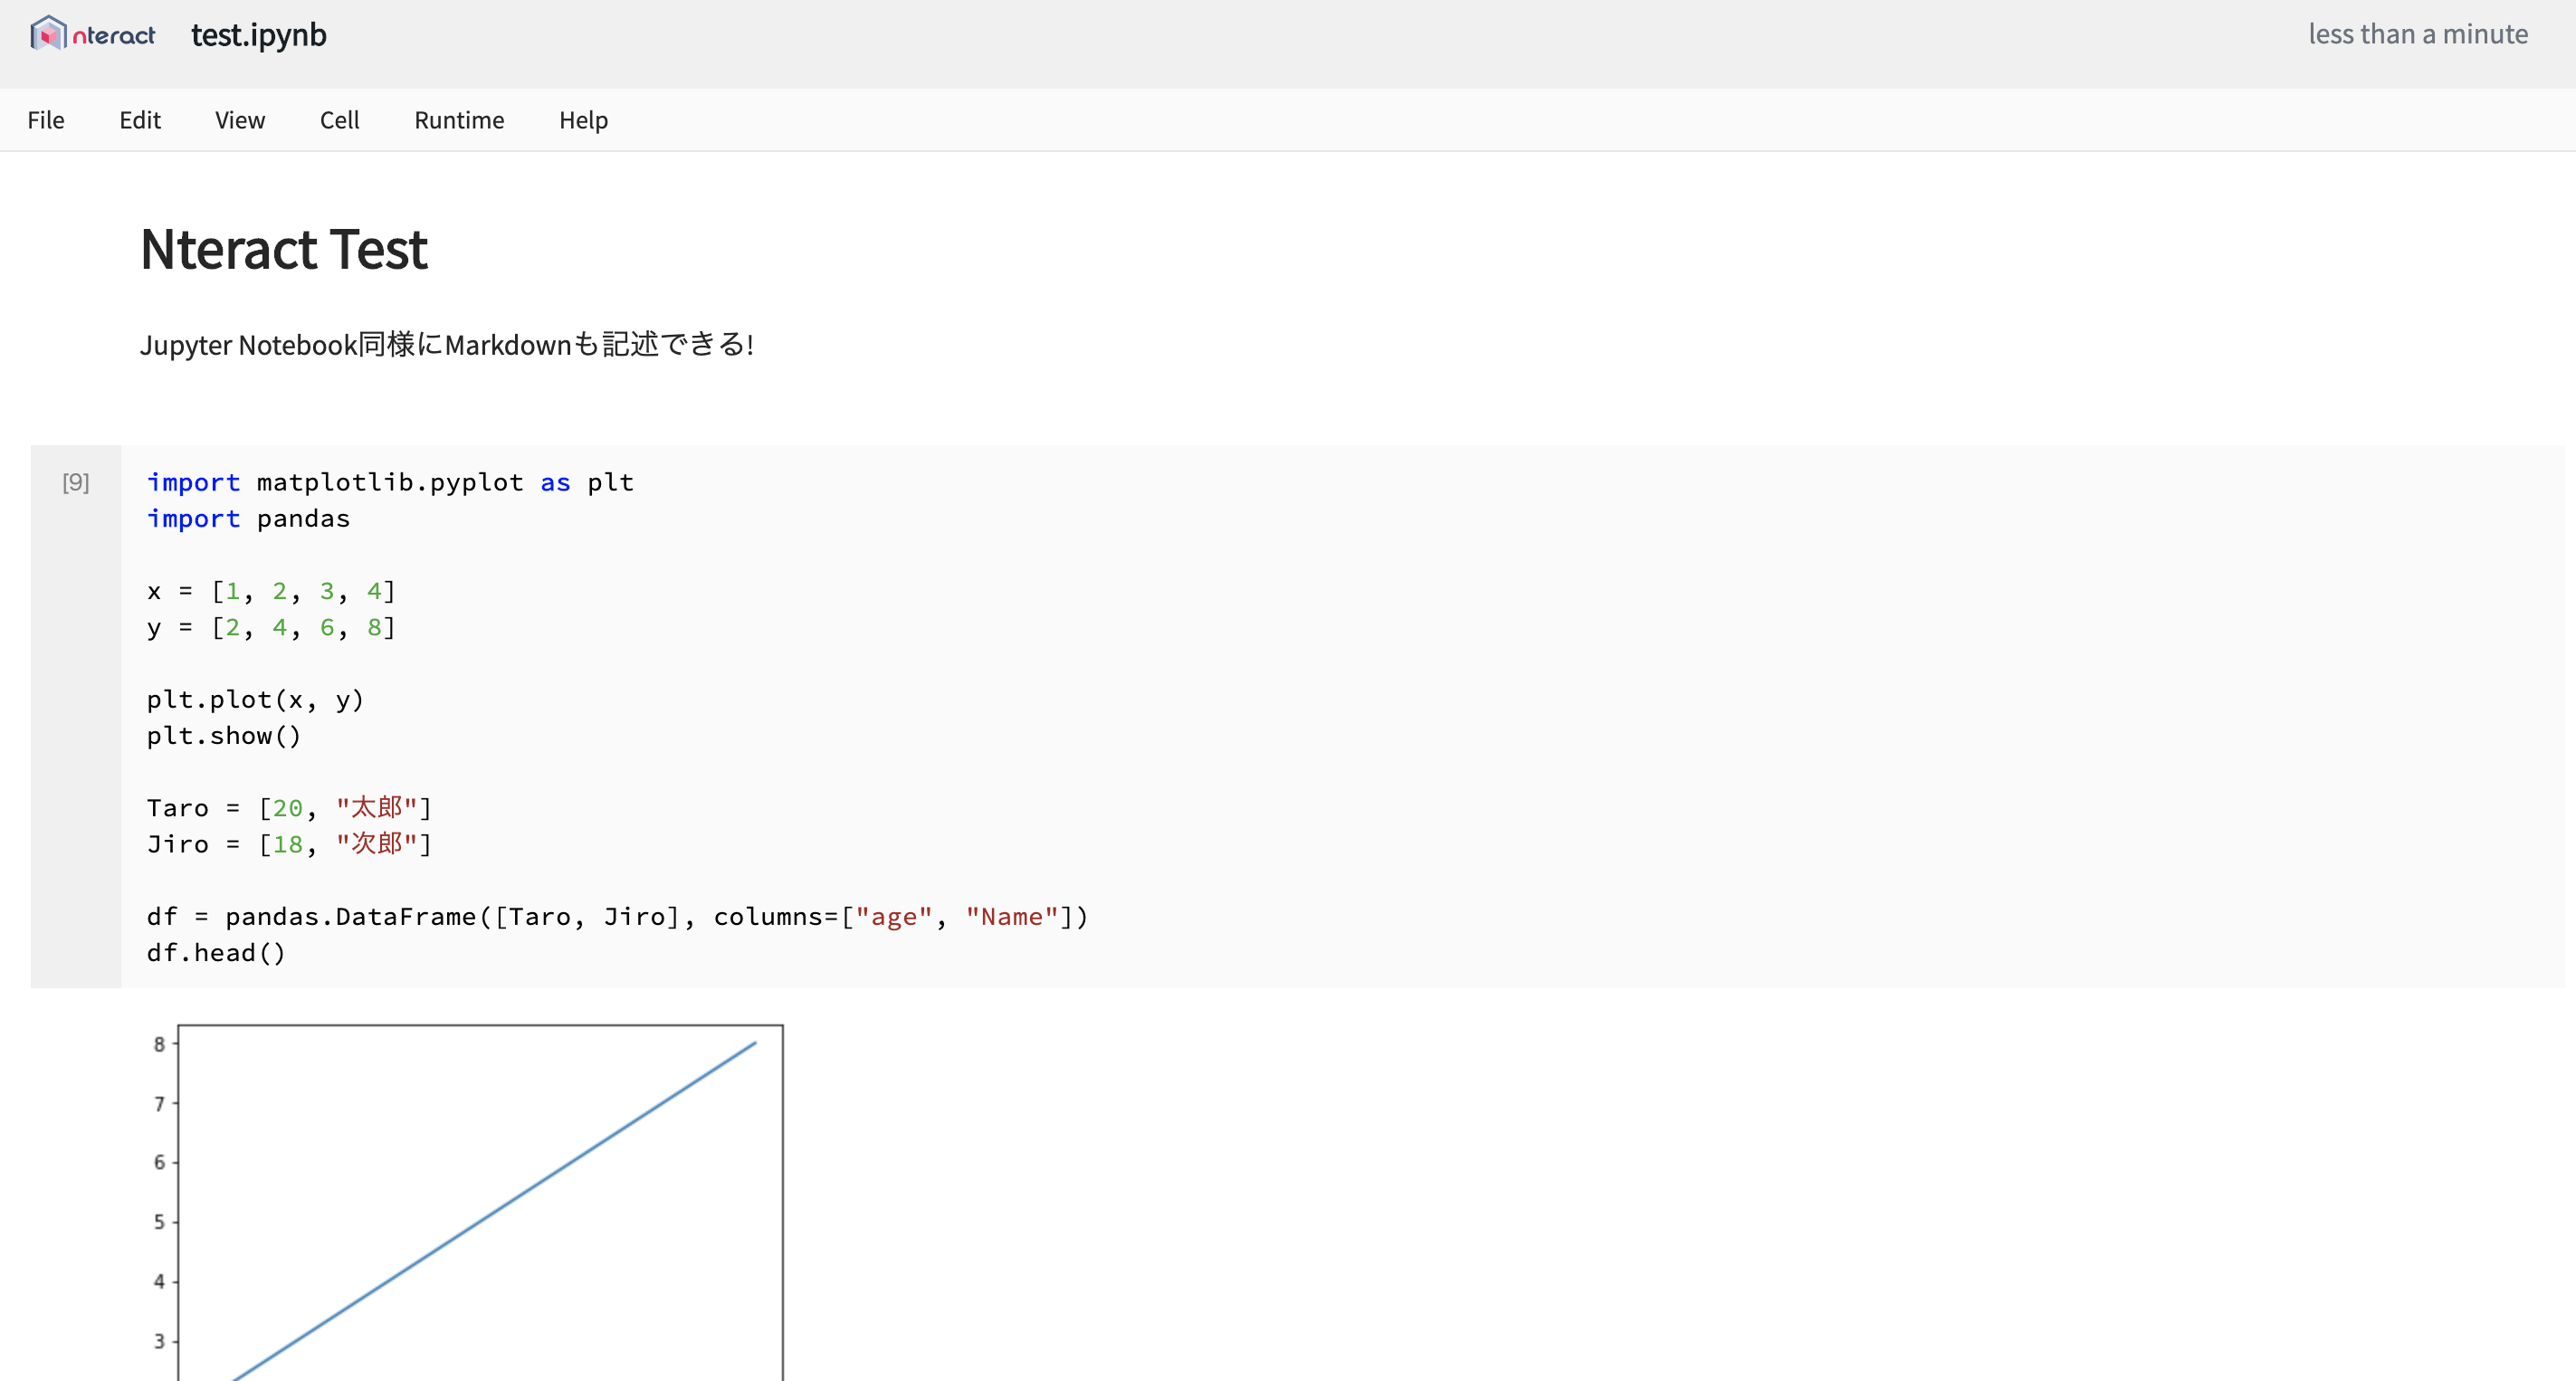 nteract test.ipynb less than a minute
File Edit View Cell Runtime Help
Nteract Test
Jupyter Notebook同様にMarkdownも記述できる!
[9] import matplotlib.pyplot as plt
import pandas
x = [1, 2, 3, 4]
y = [2, 4, 6, 8]
plt.plot(x, y)
plt.show()
Taro = [20, "太郎"]
Jiro = [18, "次郎"]
df = pandas.DataFrame([Taro, Jiro], columns=["age", "Name"])
df.head()
8
7
6
5
4
3